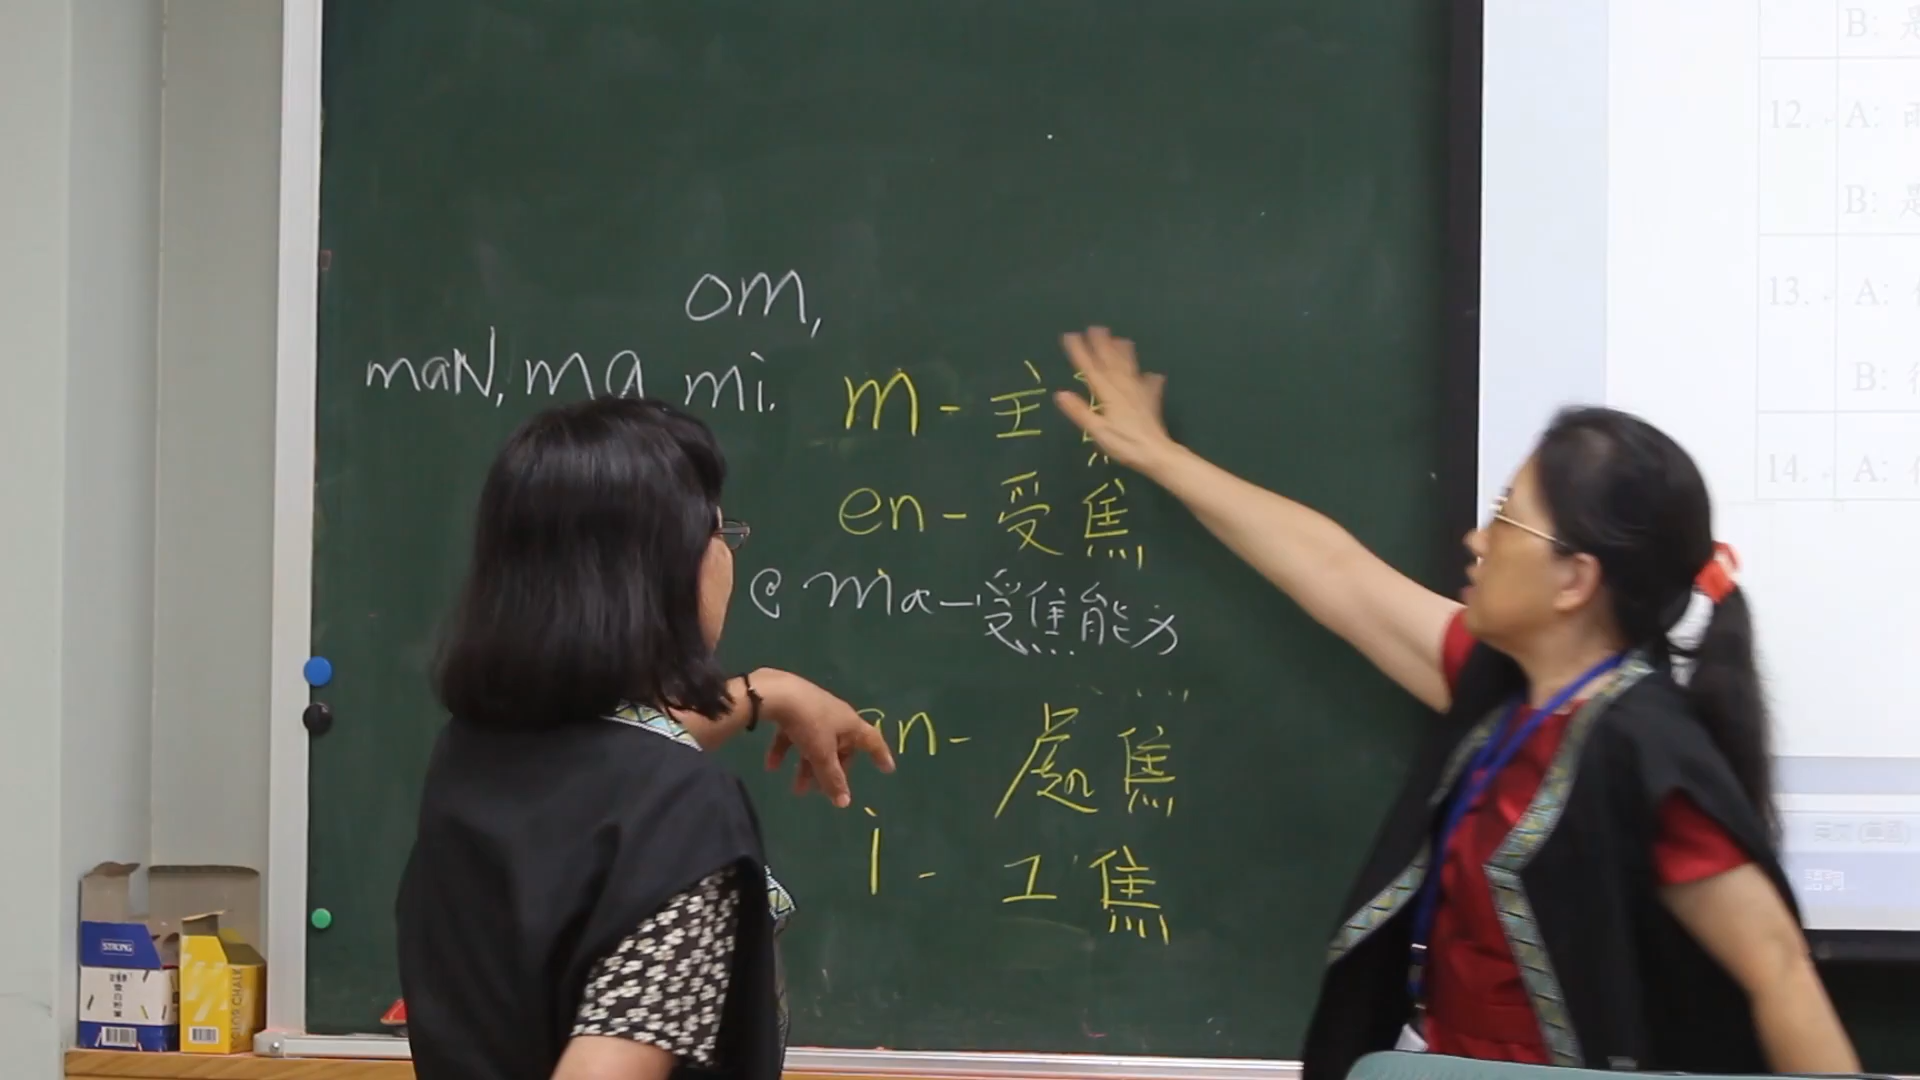 om,
maN, ma mi.
m - 主
en - 受焦
e ma - 受焦能力
an - 處焦
i - 工焦
B:
12. A:
B:
13. A:
B:
14. A:
STRONG